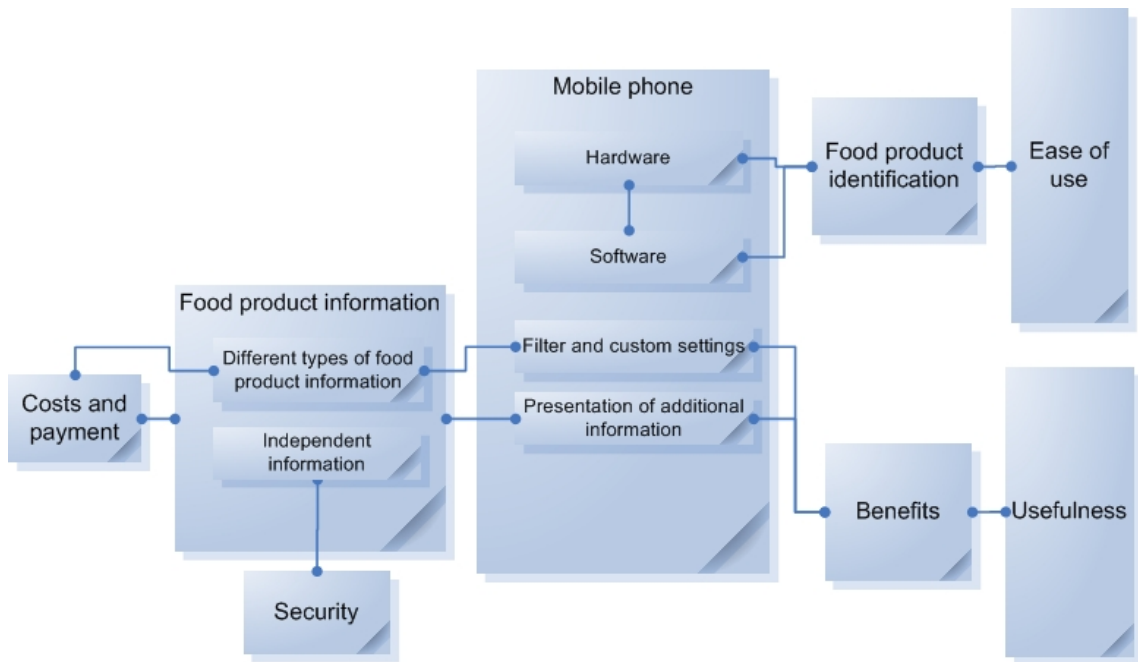 Mobile phone
Hardware
Software
Filter and custom settings
Presentation of additional
information
Food product
identification
Ease of
use
Food product information
Different types of food
product information
Independent
information
Costs and
payment
Security
Benefits
Usefulness